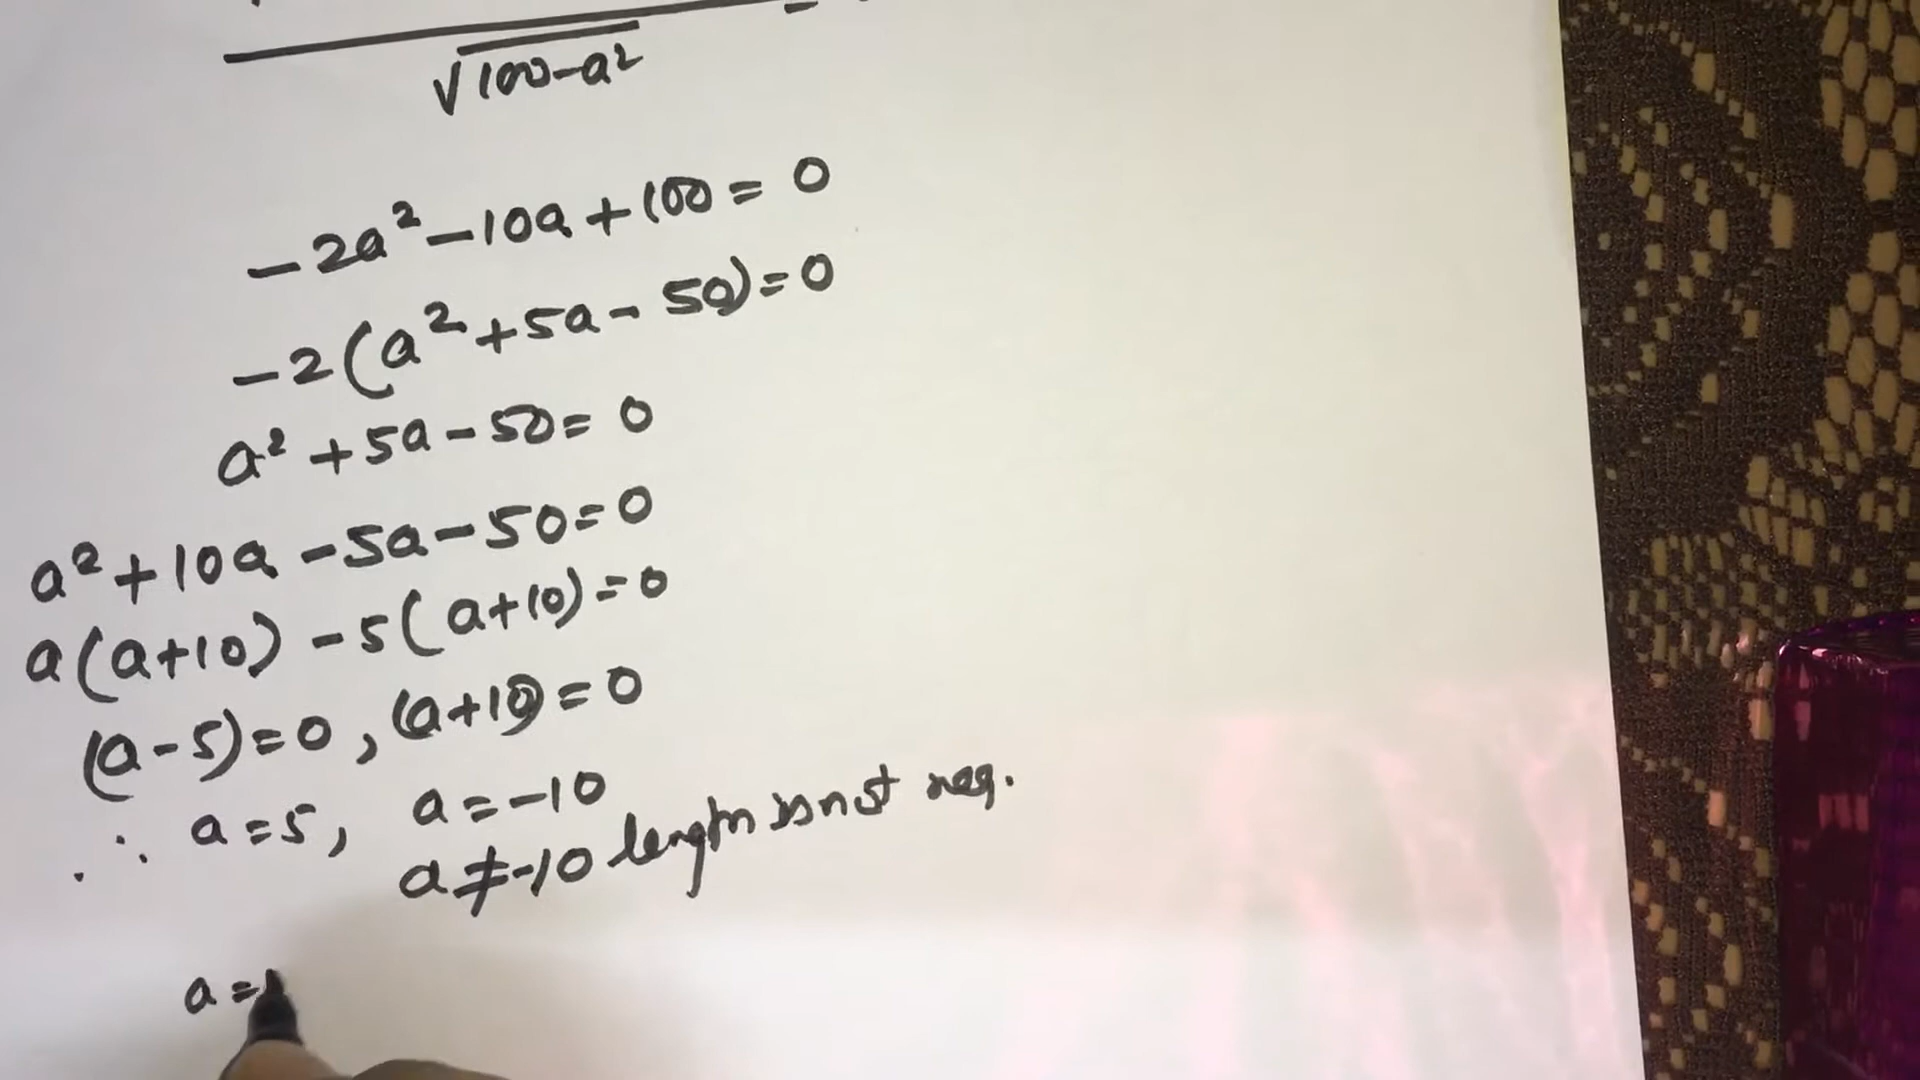 √100-a²
-2a²-10a+100=0
-2(a²+5a-50)=0
a²+5a-50=0
a²+10a-5a-50=0
a(a+10)-5(a+10)=0
(a-5)=0, (a+10)=0
∴ a=5, a=-10
a≠-10 length is not neg.
a=